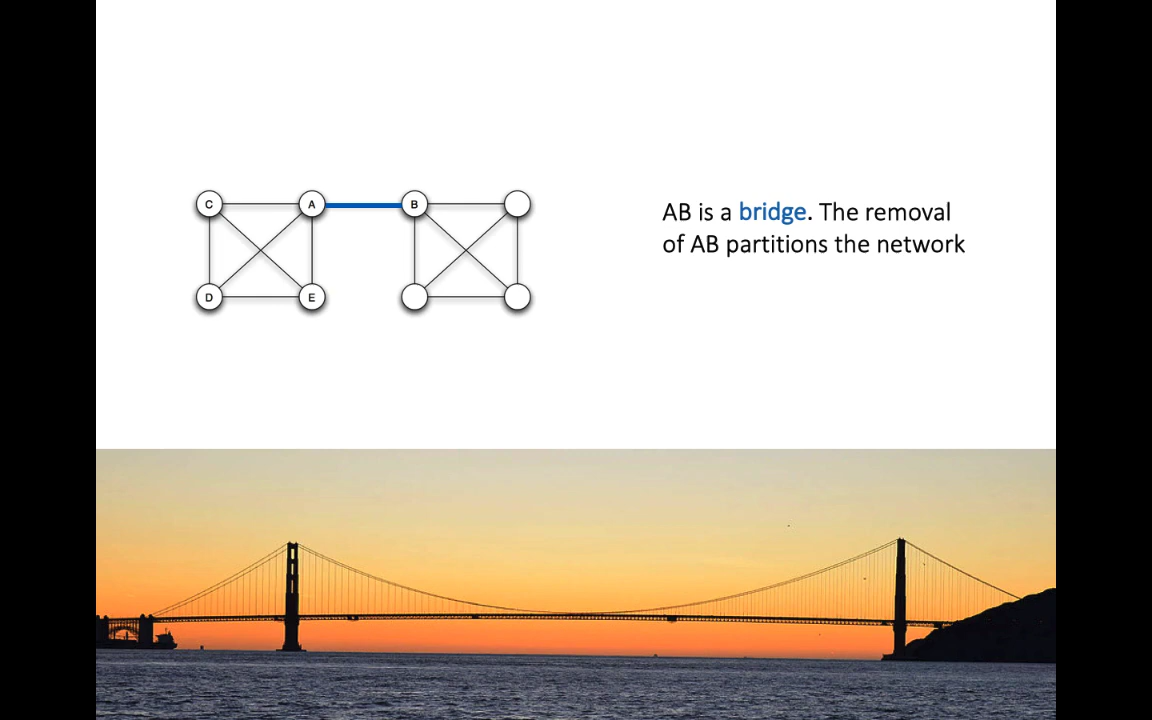 C A B
D E
AB is a bridge. The removal
of AB partitions the network